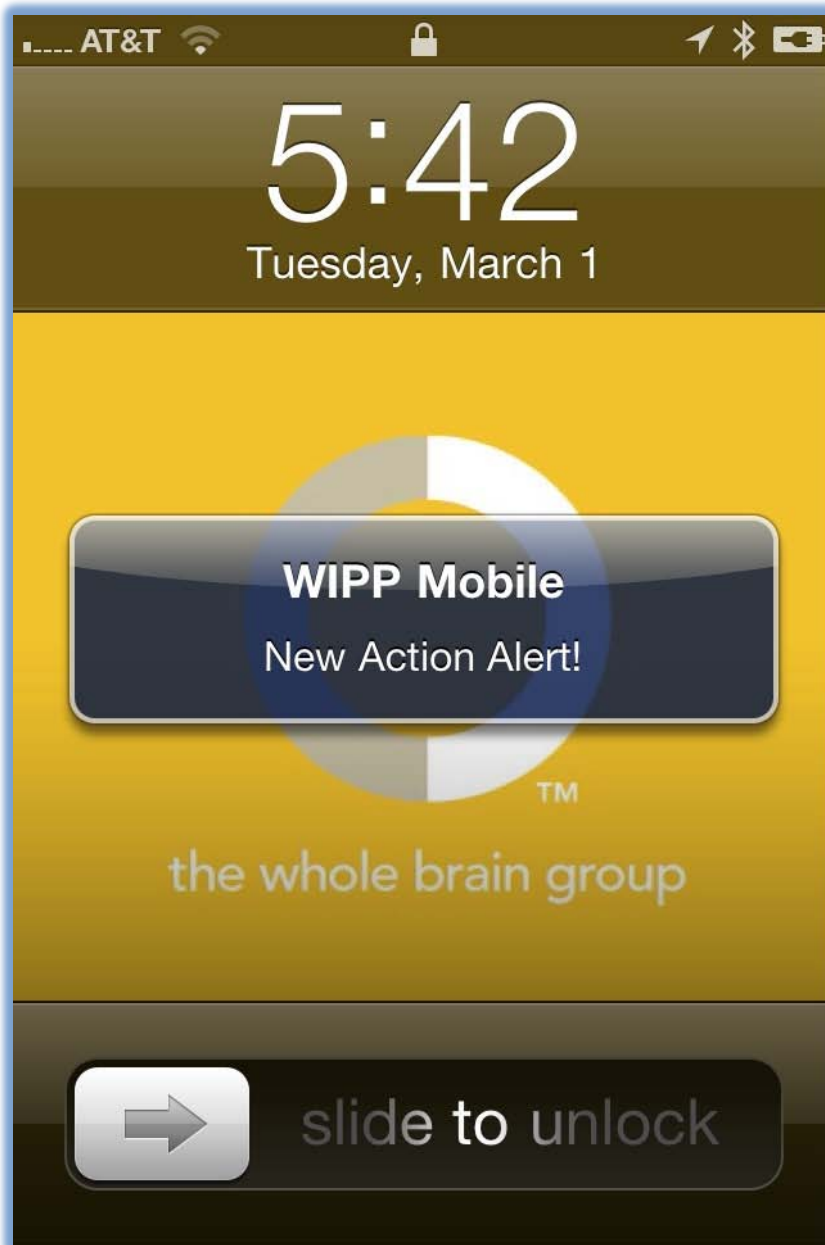 AT&T
5:42
Tuesday, March 1
WIPP Mobile
New Action Alert!
TM
the whole brain group
slide to unlock